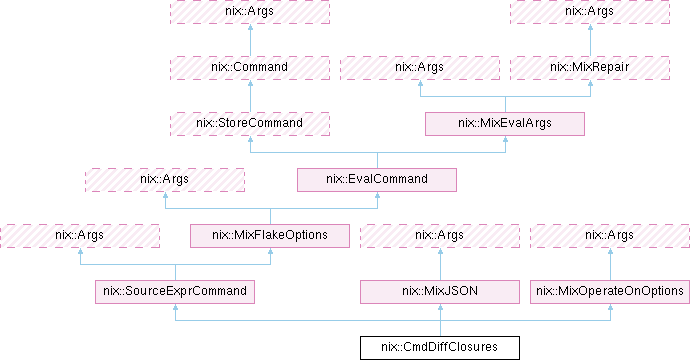 nix::Args nix::Args
nix::Command nix::Args nix::MixRepair
nix::StoreCommand nix::MixEvalArgs
nix::Args nix::EvalCommand
nix::Args nix::MixFlakeOptions nix::Args nix::Args
nix::SourceExprCommand nix::MixJSON nix::MixOperateOnOptions
nix::CmdDiffClosures